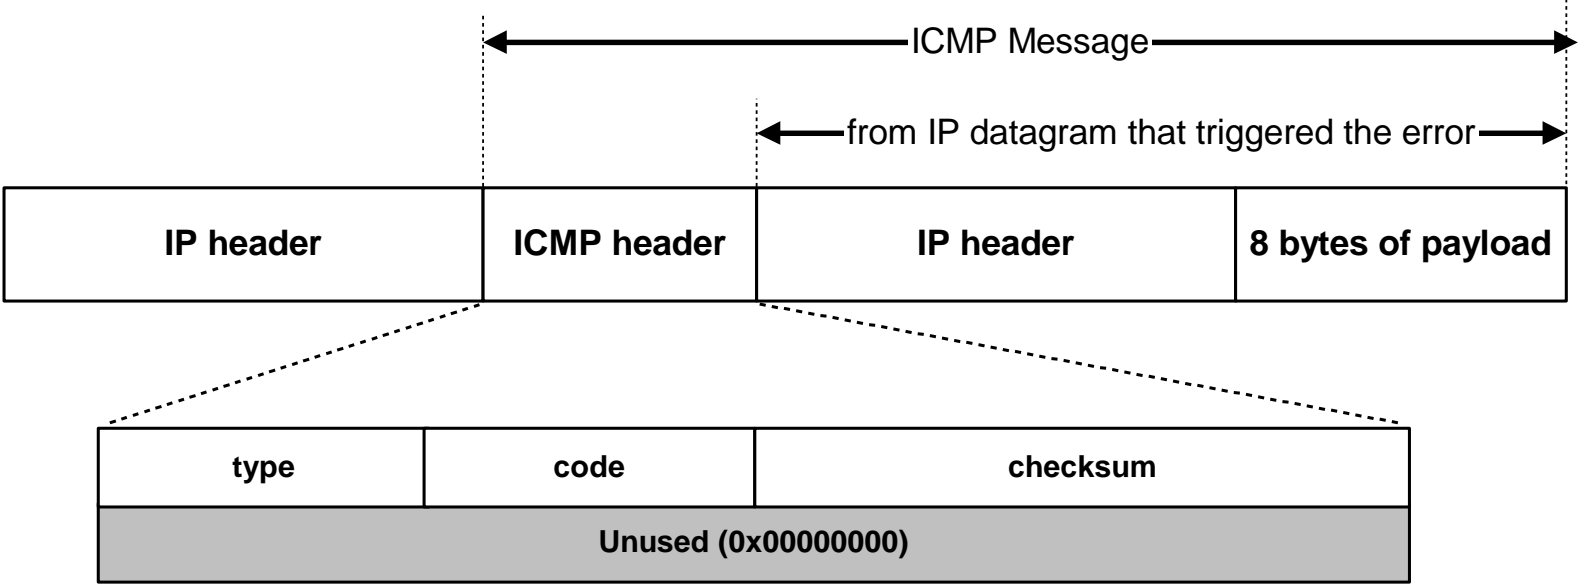 ICMP Message
from IP datagram that triggered the error
IP header
ICMP header
IP header
8 bytes of payload
type
code
checksum
Unused (0x00000000)